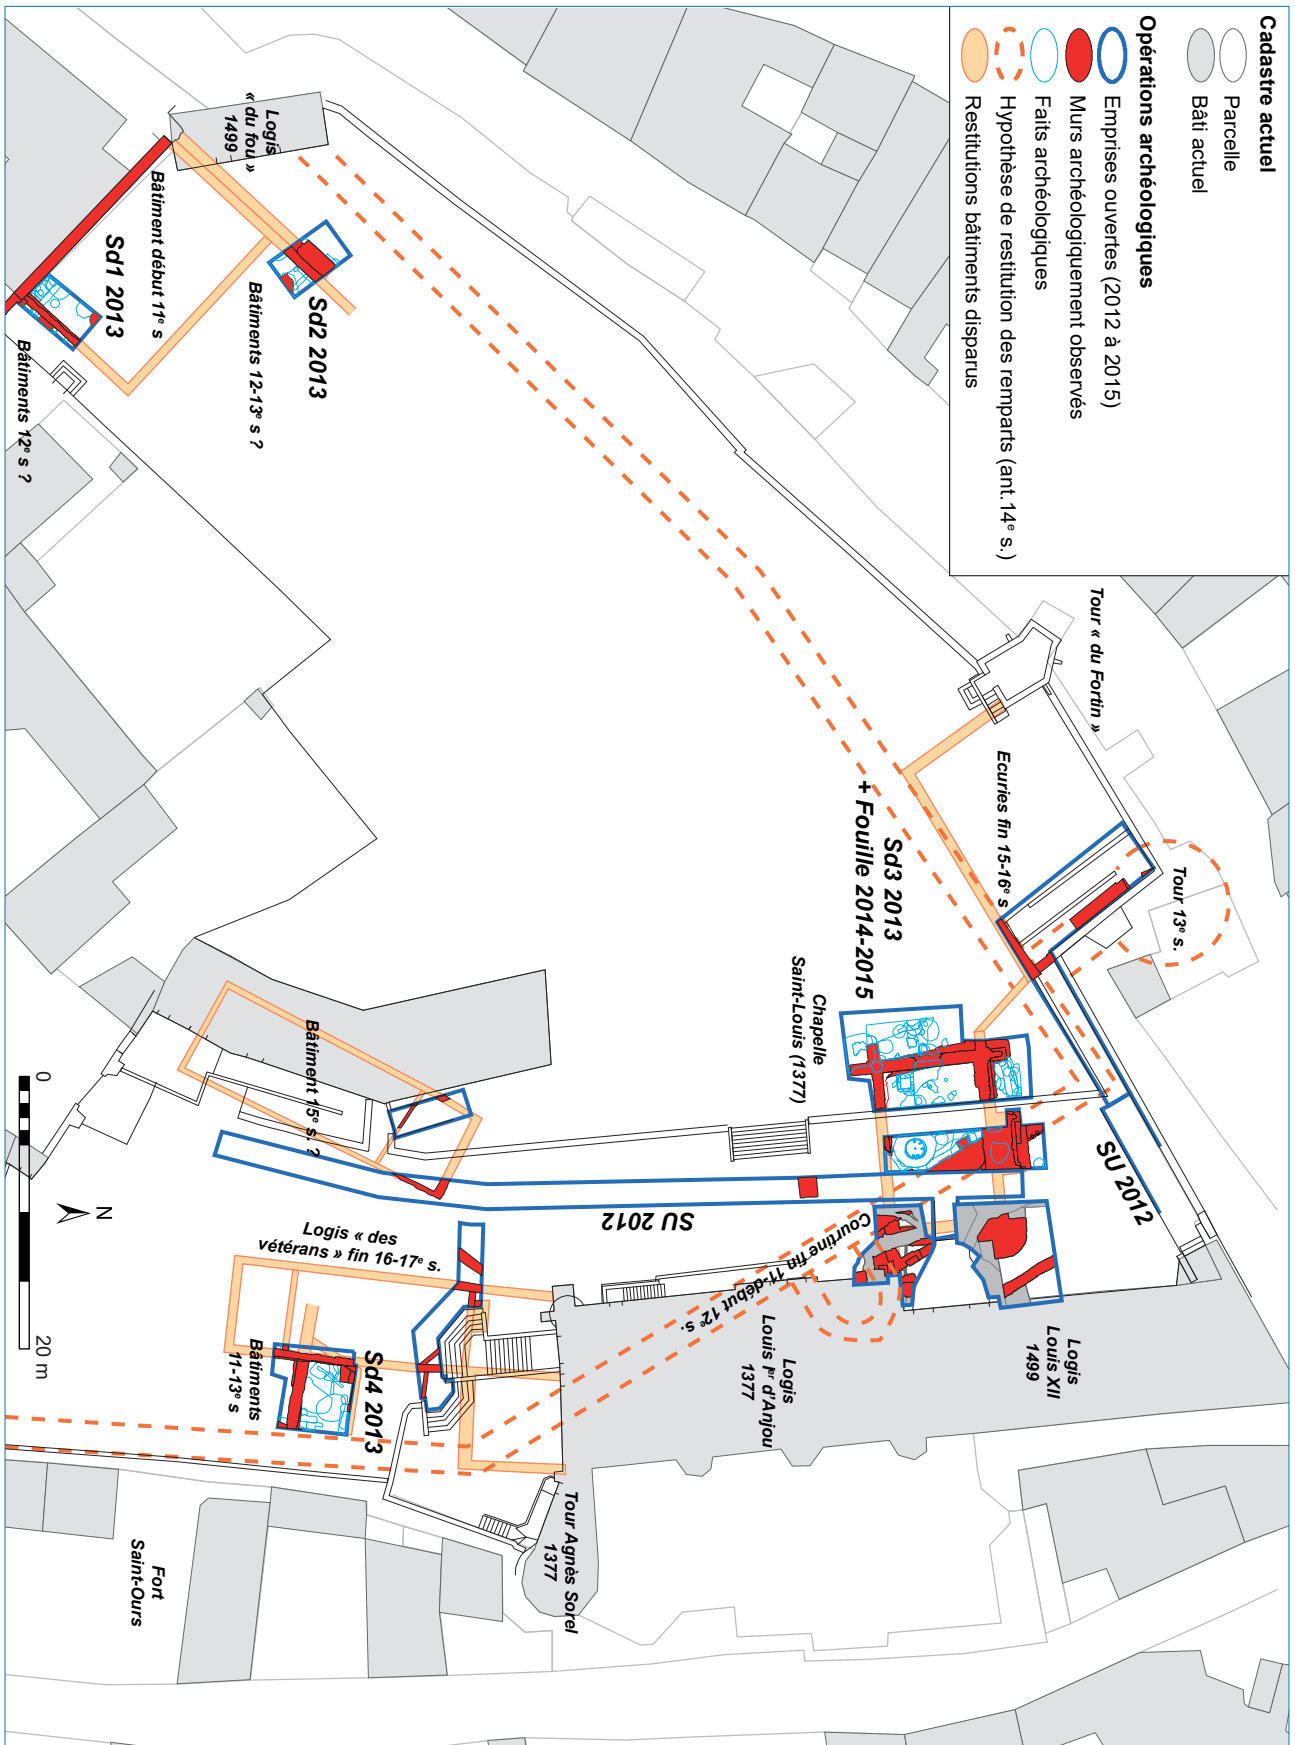 Cadastre actuel
Parcelle
Bâti actuel
Opérations archéologiques
Emprises ouvertes (2012 à 2015)
Murs archéologiquement observés
Faits archéologiques
Hypothèse de restitution des remparts (ant.14e s.)
Restitutions bâtiments disparus
Tour « du Fortin »
Tour 13e s.
Ecuries fin 15-16e s
SU 2012
Sd3 2013
+ Fouille 2014-2015
Chapelle
Saint-Louis (1377)
Logis
Louis XII
1499
Logis
Louis Ier d'Anjou
1377
Courtine fin 11-début 12e s.
SU 2012
Tour Agnès Sorel
1377
Logis
« du fou »
1499
Bâtiment début 11e s
Sd2 2013
Bâtiments 12-13e s ?
Sd1 2013
Bâtiments 12e s ?
Bâtiment 15e s. ?
Logis « des
vétérans » fin 16-17e s.
Sd4 2013
Bâtiments
11-13e s
Fort
Saint-Ours
N
0
20 m